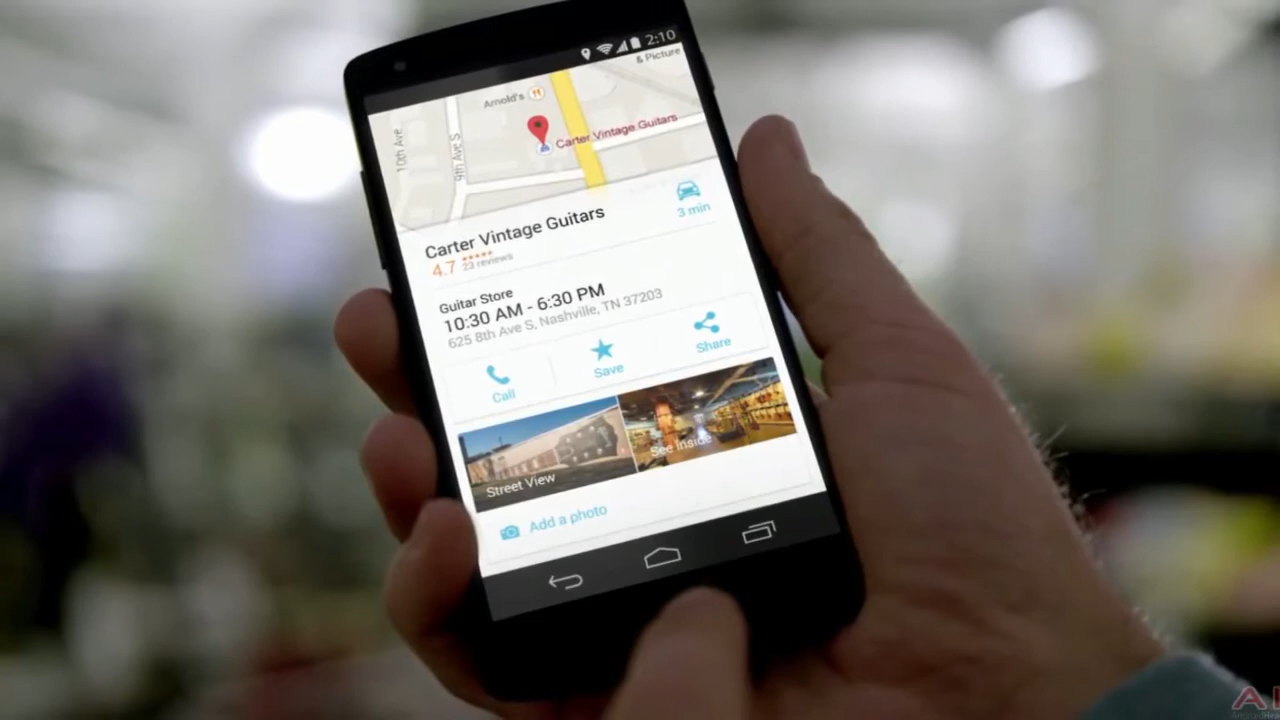 2:10
& Picture
Arnold's
10th Ave
9th Ave S
Carter Vintage Guitars
Carter Vintage Guitars
3 min
4.7 23 reviews
Guitar Store
10:30 AM - 6:30 PM
625 8th Ave S, Nashville, TN 37203
Call
Save
Share
Street View
See Inside
Add a photo